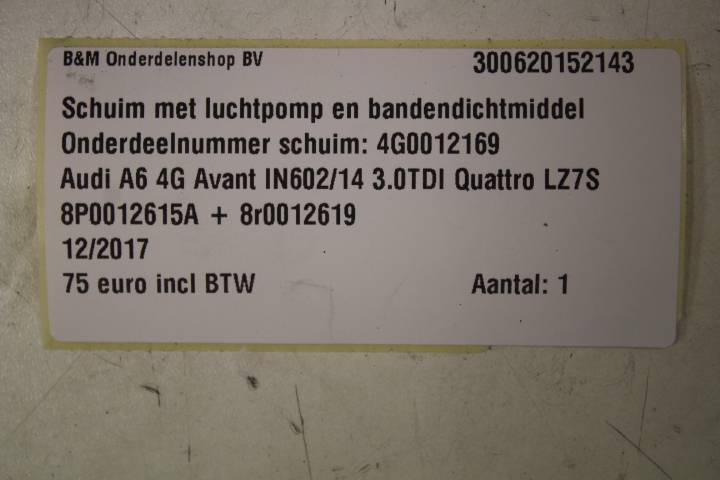 B&M Onderdelenshop BV 300620152143
Schuim met luchtpomp en bandendichtmiddel
Onderdeelnummer schuim: 4G0012169
Audi A6 4G Avant IN602/14 3.0TDI Quattro LZ7S
8P0012615A + 8r0012619
12/2017
75 euro incl BTW Aantal: 1